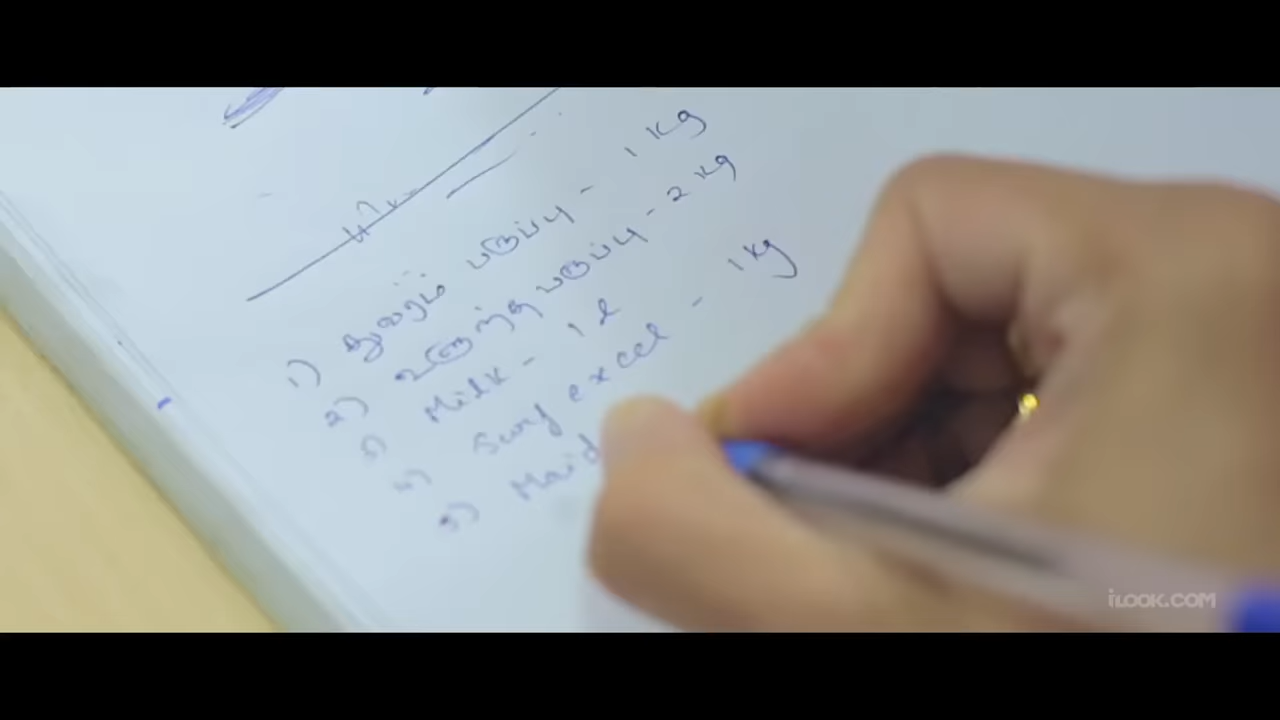 1) துவரம் பருப்பு - 1 kg
2) உளுந்து பருப்பு - 2 kg
3) Milk - 1 l
4) Surf excel - 1 kg
5) Maid
iLOOK.COM